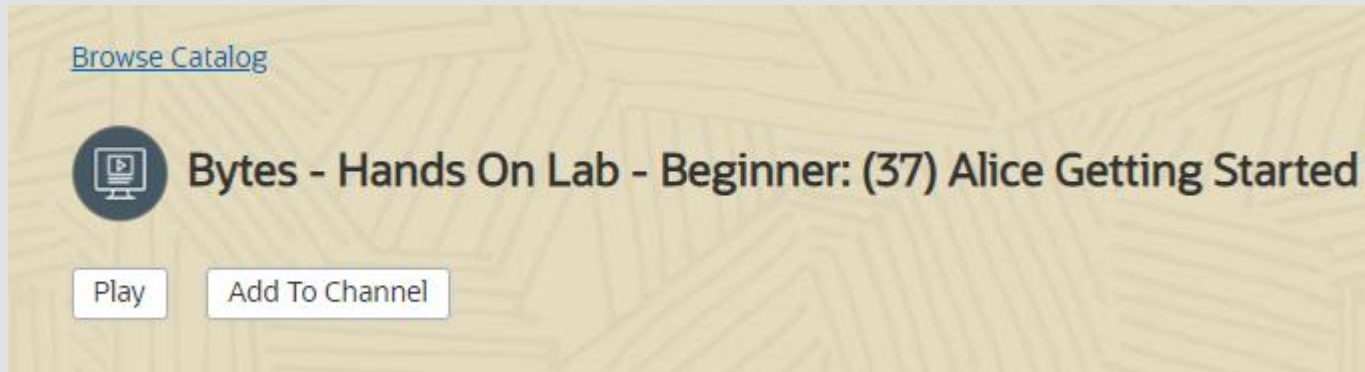 Browse Catalog
Bytes - Hands On Lab - Beginner: (37) Alice Getting Started
Play
Add To Channel